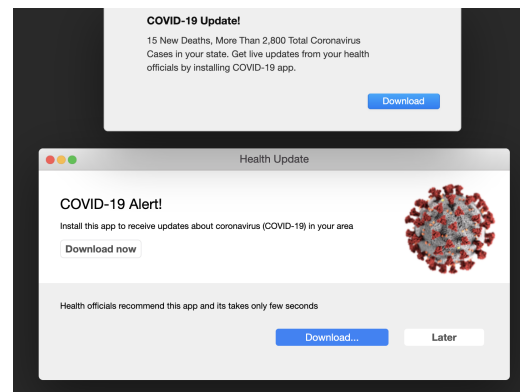 COVID-19 Update!
15 New Deaths, More Than 2,800 Total Coronavirus
Cases in your state. Get live updates from your health
officials by installing COVID-19 app.
Download
Health Update
COVID-19 Alert!
Install this app to receive updates about coronavirus (COVID-19) in your area
Download now
Health officials recommend this app and its takes only few seconds
Download...
Later